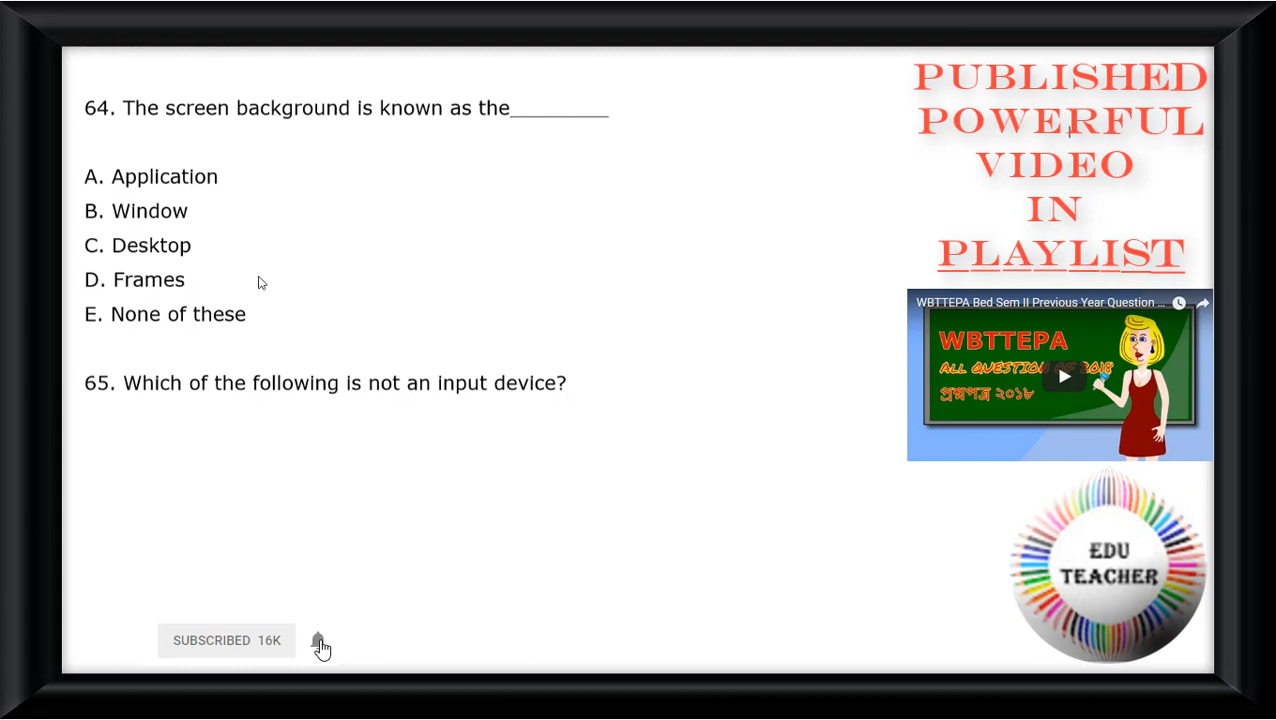 64. The screen background is known as the_________
A. Application
B. Window
C. Desktop
D. Frames
E. None of these
65. Which of the following is not an input device?
PUBLISHED
POWERFUL
VIDEO
IN
PLAYLIST
WBTTEPA Bed Sem II Previous Year Question ...
WBTTEPA
ALL QUESTION OF 2018
প্রশ্নপত্র ২০১৮
EDU
TEACHER
SUBSCRIBED 16K